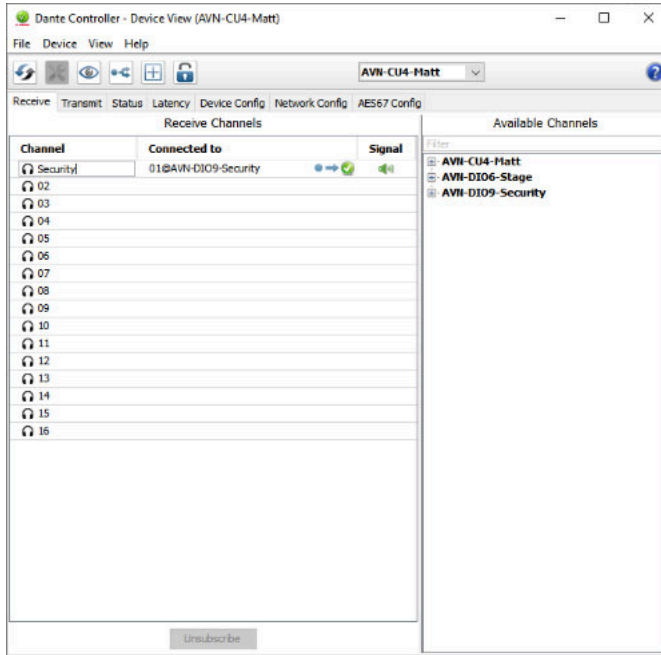 Dante Controller - Device View (AVN-CU4-Matt)
File Device View Help
AVN-CU4-Matt
Receive Transmit Status Latency Device Config Network Config AES67 Config
Receive Channels
Available Channels
Channel Connected to Signal
Filter
Security 01@AVN-DIO9-Security
AVN-CU4-Matt
AVN-DIO6-Stage
AVN-DIO9-Security
02
03
04
05
06
07
08
09
10
11
12
13
14
15
16
Unsubscribe